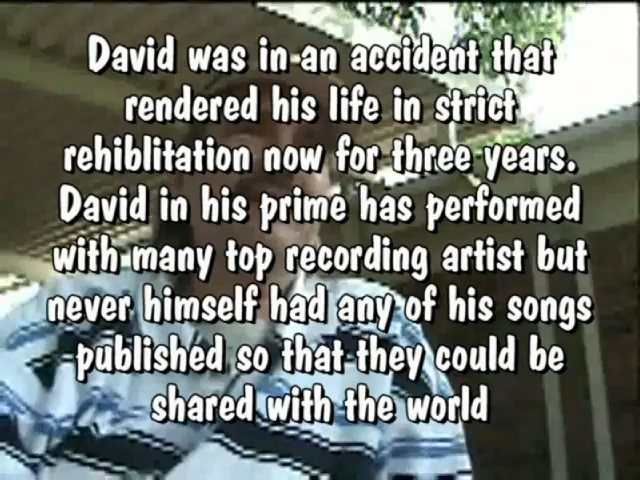 David was in an accident that
rendered his life in strict
rehiblitation now for three years.
David in his prime has performed
with many top recording artist but
never himself had any of his songs
published so that they could be
shared with the world